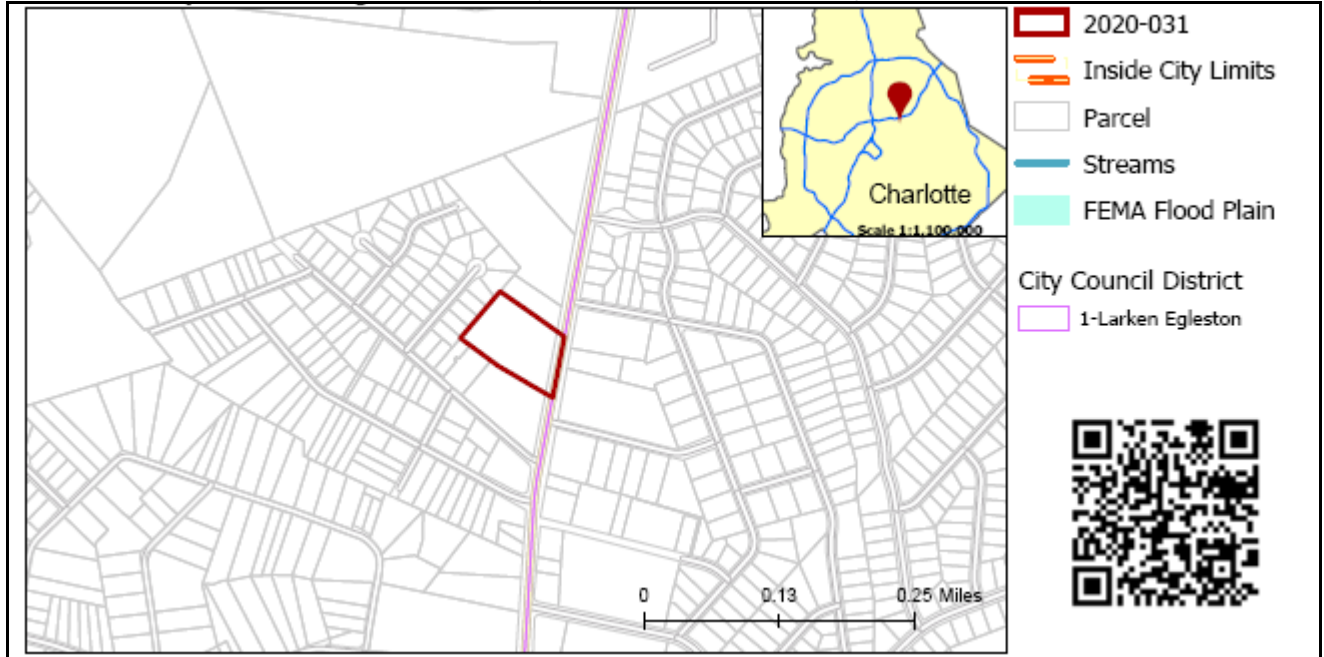 2020-031
Inside City Limits
Parcel
Streams
FEMA Flood Plain
City Council District
1-Larken Egleston
Charlotte
Scale 1:1,100,000
0 0.13 0.25 Miles